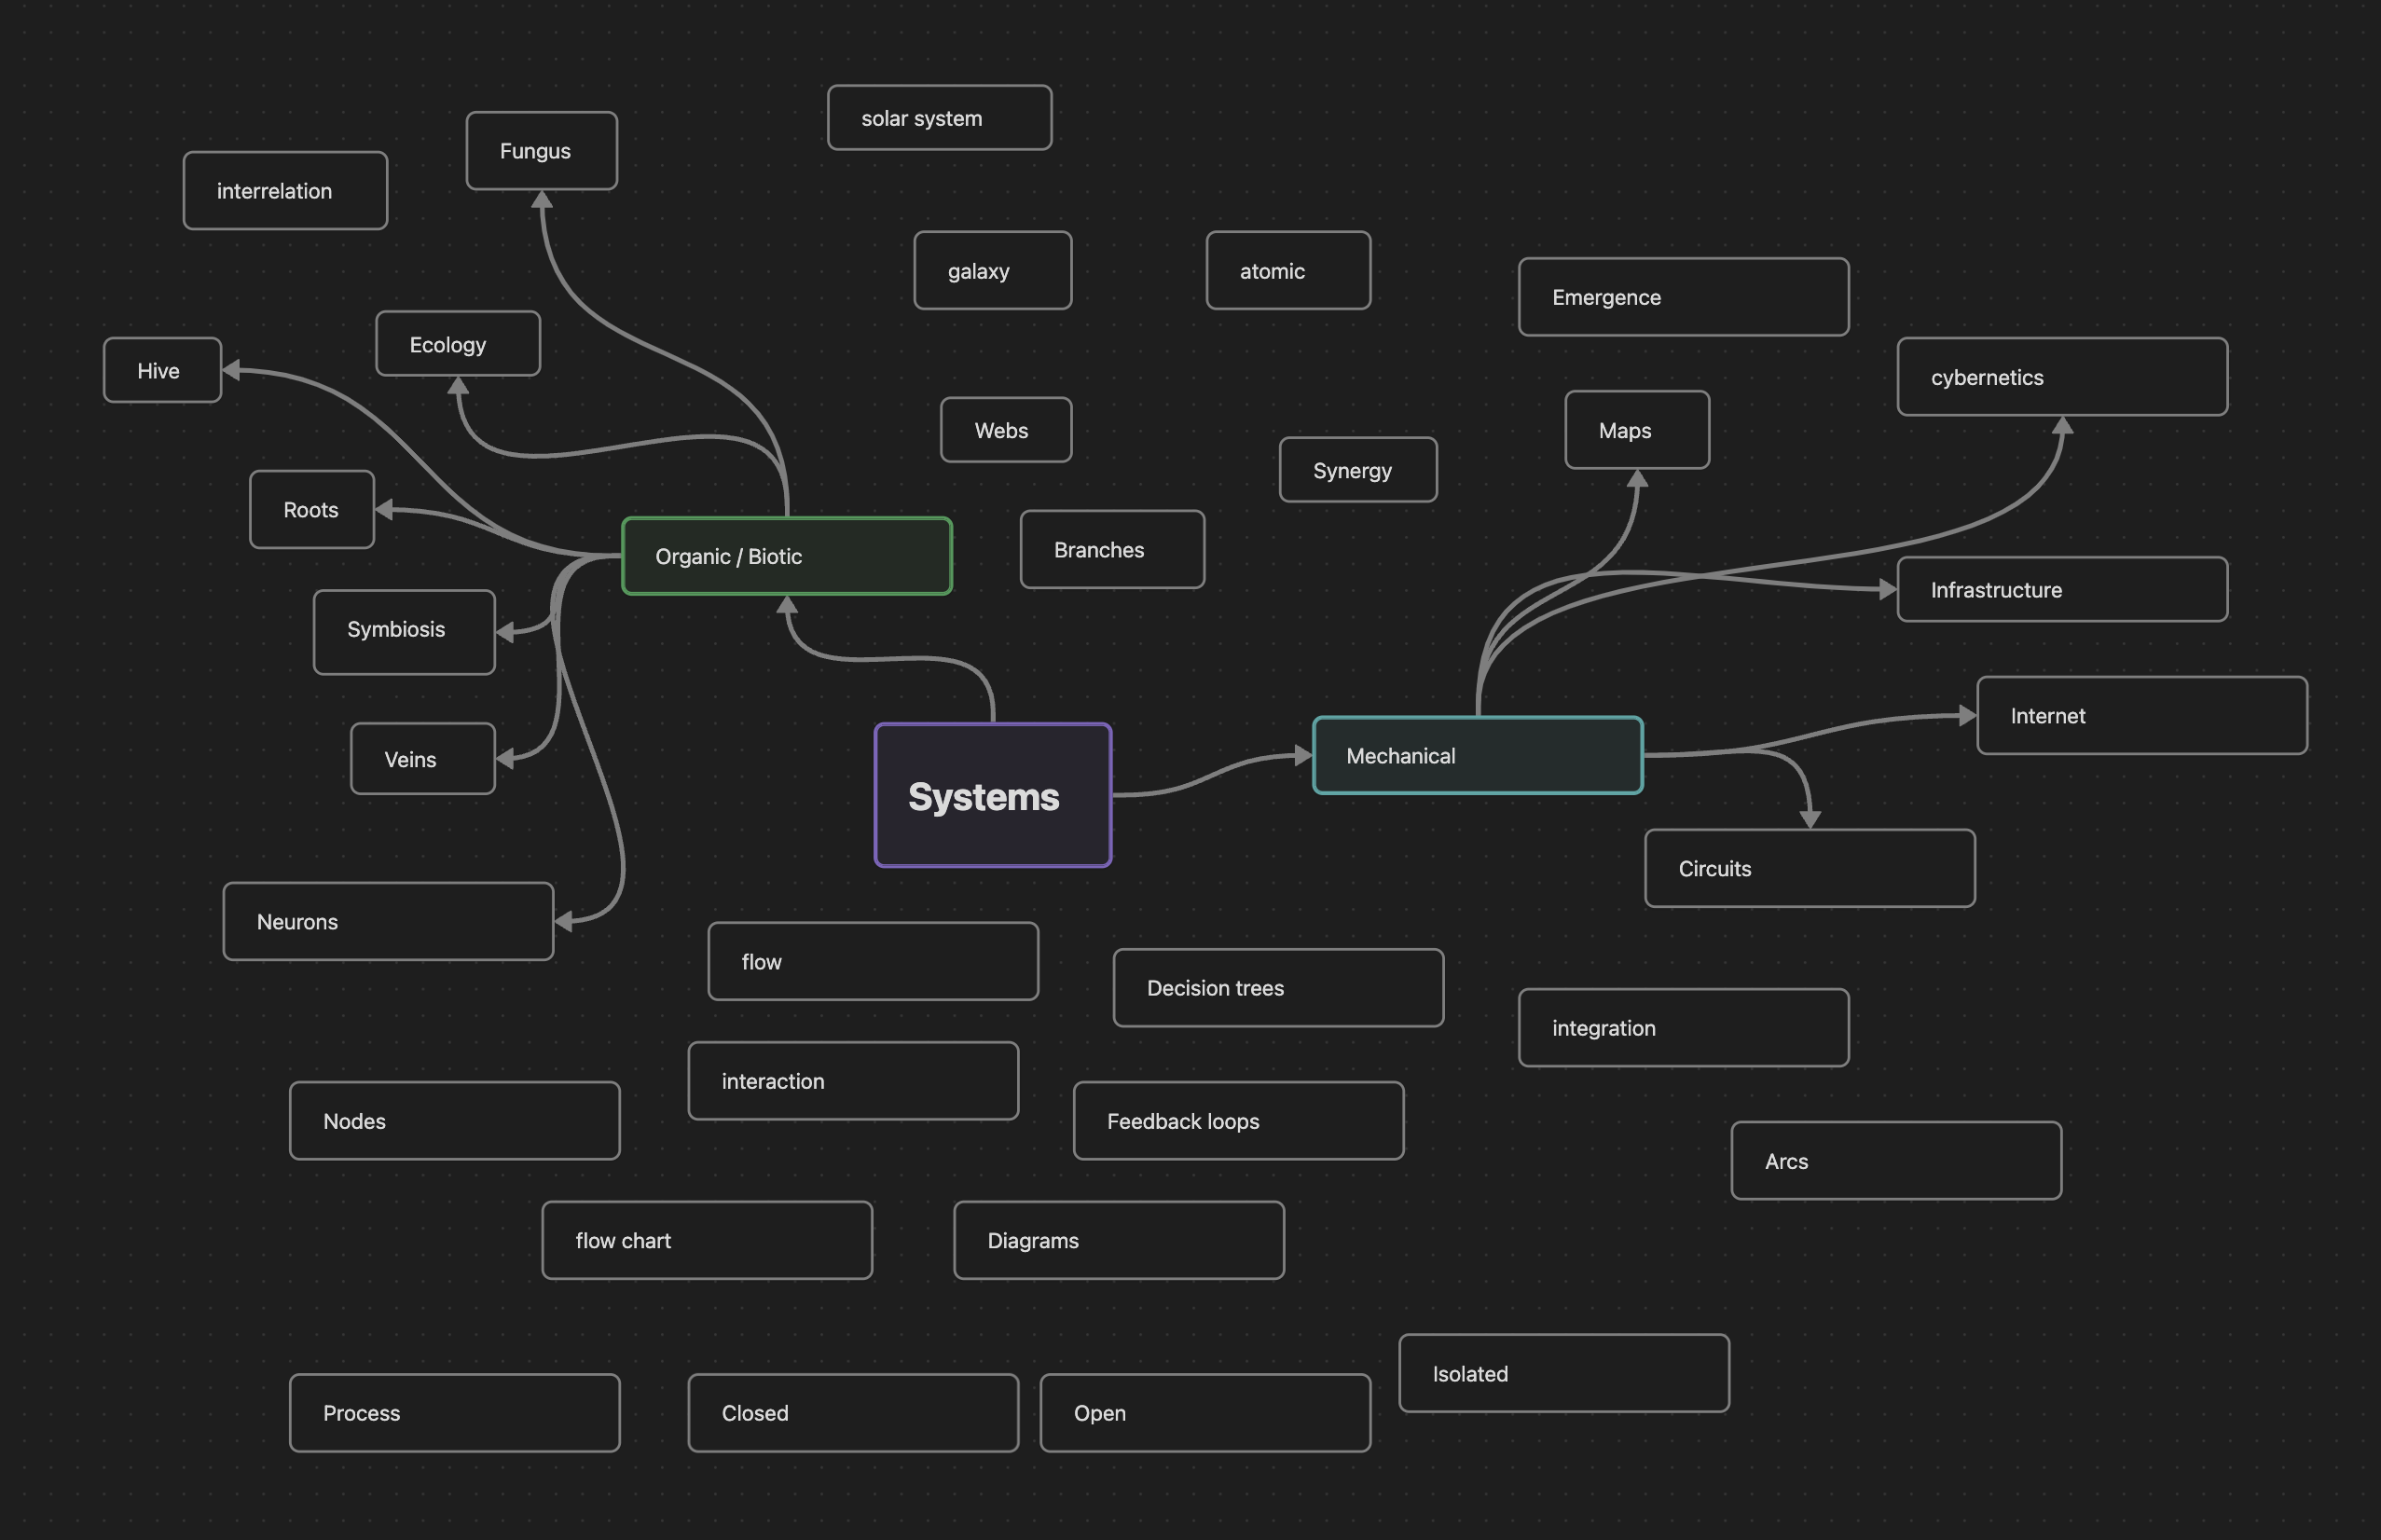 solar system
Fungus
interrelation
galaxy
atomic
Emergence
Ecology
Hive
cybernetics
Webs
Maps
Synergy
Roots
Branches
Organic / Biotic
Infrastructure
Symbiosis
Internet
Veins
Mechanical
Systems
Circuits
Neurons
flow
Decision trees
integration
interaction
Nodes
Feedback loops
Arcs
flow chart
Diagrams
Isolated
Process
Closed
Open